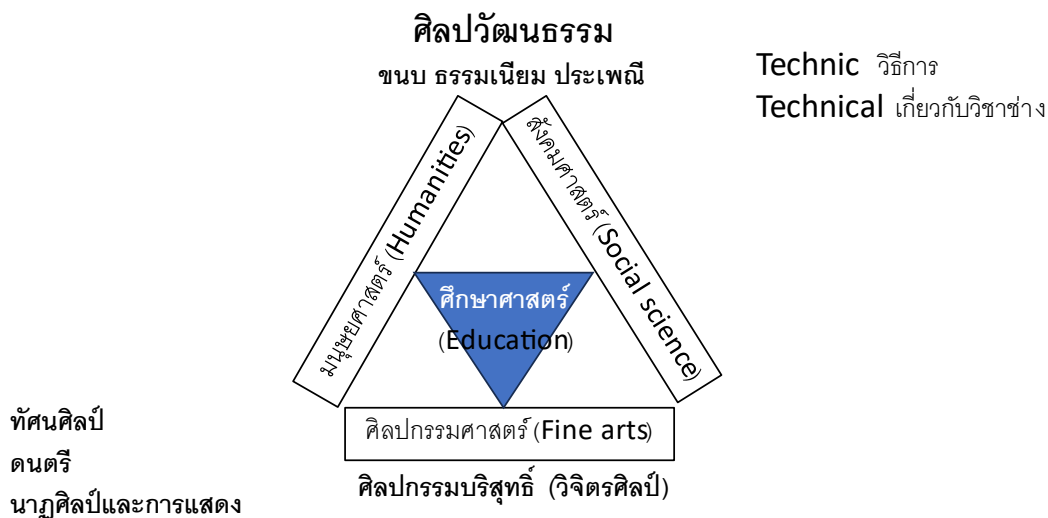 ศิลปวัฒนธรรม
ขนบ ธรรมเนียม ประเพณี
Technic วิธีการ
Technical เกี่ยวกับวิชาช่าง
มนุษยศาสตร์ (Humanities)
สังคมศาสตร์ (Social science)
ศึกษาศาสตร์
(Education)
ศิลปกรรมศาสตร์ (Fine arts)
ศิลปกรรมบริสุทธิ์ (วิจิตรศิลป์)
ทัศนศิลป์
ดนตรี
นาฏศิลป์และการแสดง